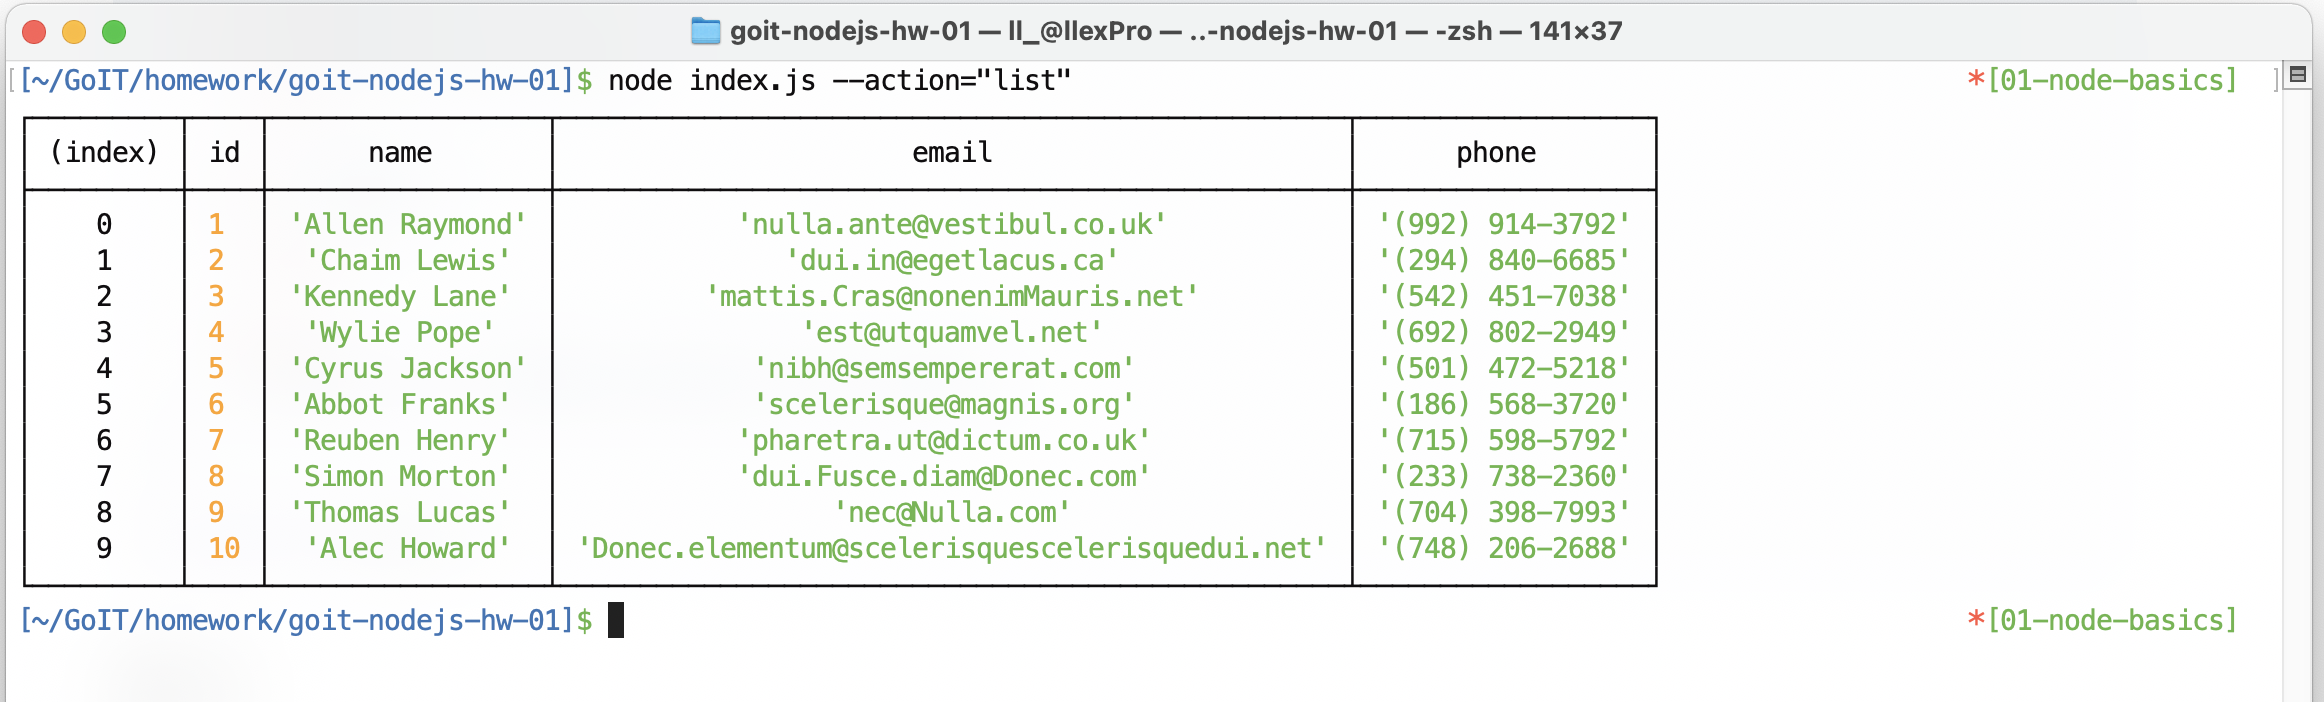 goit-nodejs-hw-01 — ll_@llexPro — ..-nodejs-hw-01 — -zsh — 141×37
[~/GoIT/homework/goit-nodejs-hw-01]$ node index.js --action="list" *[01-node-basics]
(index) id name email phone
0 1 'Allen Raymond' 'nulla.ante@vestibul.co.uk' '(992) 914-3792'
1 2 'Chaim Lewis' 'dui.in@egetlacus.ca' '(294) 840-6685'
2 3 'Kennedy Lane' 'mattis.Cras@nonenimMauris.net' '(542) 451-7038'
3 4 'Wylie Pope' 'est@utquamvel.net' '(692) 802-2949'
4 5 'Cyrus Jackson' 'nibh@semsempererat.com' '(501) 472-5218'
5 6 'Abbot Franks' 'scelerisque@magnis.org' '(186) 568-3720'
6 7 'Reuben Henry' 'pharetra.ut@dictum.co.uk' '(715) 598-5792'
7 8 'Simon Morton' 'dui.Fusce.diam@Donec.com' '(233) 738-2360'
8 9 'Thomas Lucas' 'nec@Nulla.com' '(704) 398-7993'
9 10 'Alec Howard' 'Donec.elementum@scelerisquescelerisquedui.net' '(748) 206-2688'
[~/GoIT/homework/goit-nodejs-hw-01]$ *[01-node-basics]